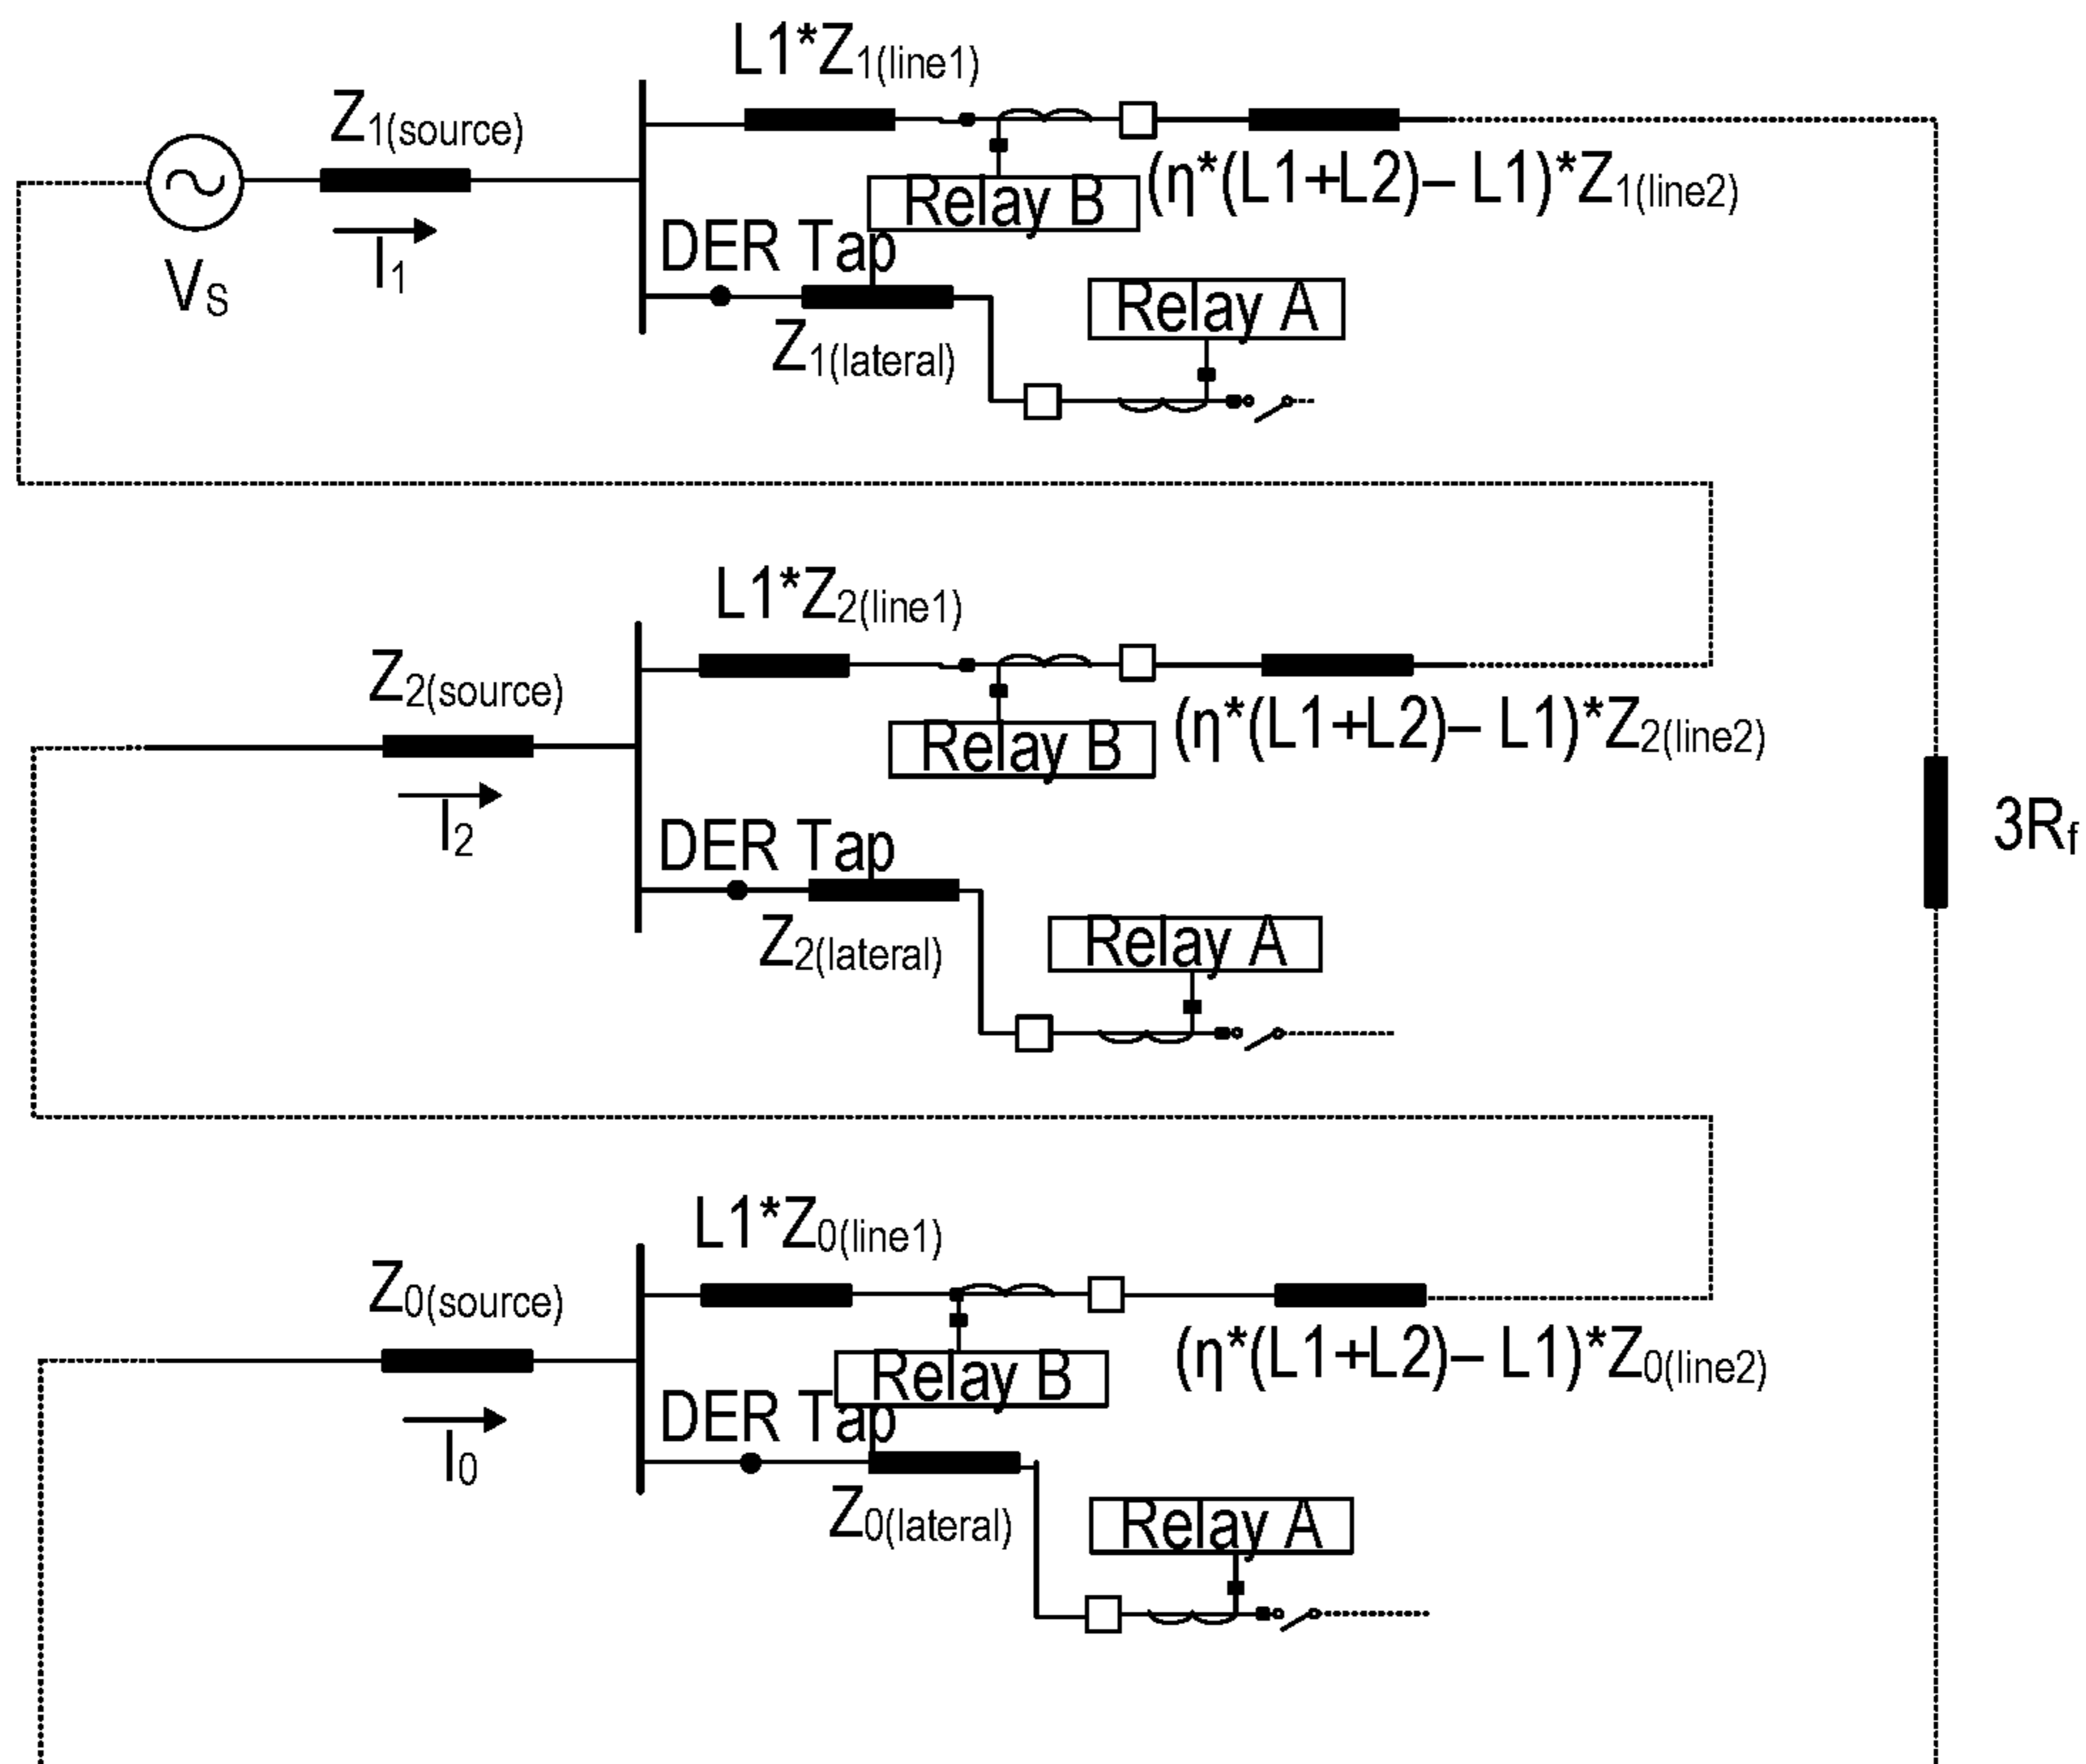 L1*Z1(line1)
Z1(source)
(η*(L1+L2)– L1)*Z1(line2)
Relay B
DER Tap
I1
VS
Relay A
Z1(lateral)
L1*Z2(line1)
Z2(source)
(η*(L1+L2)– L1)*Z2(line2)
Relay B
I2
DER Tap
3Rf
Z2(lateral)
Relay A
L1*Z0(line1)
Z0(source)
(η*(L1+L2)– L1)*Z0(line2)
Relay B
DER Tap
I0
Z0(lateral)
Relay A